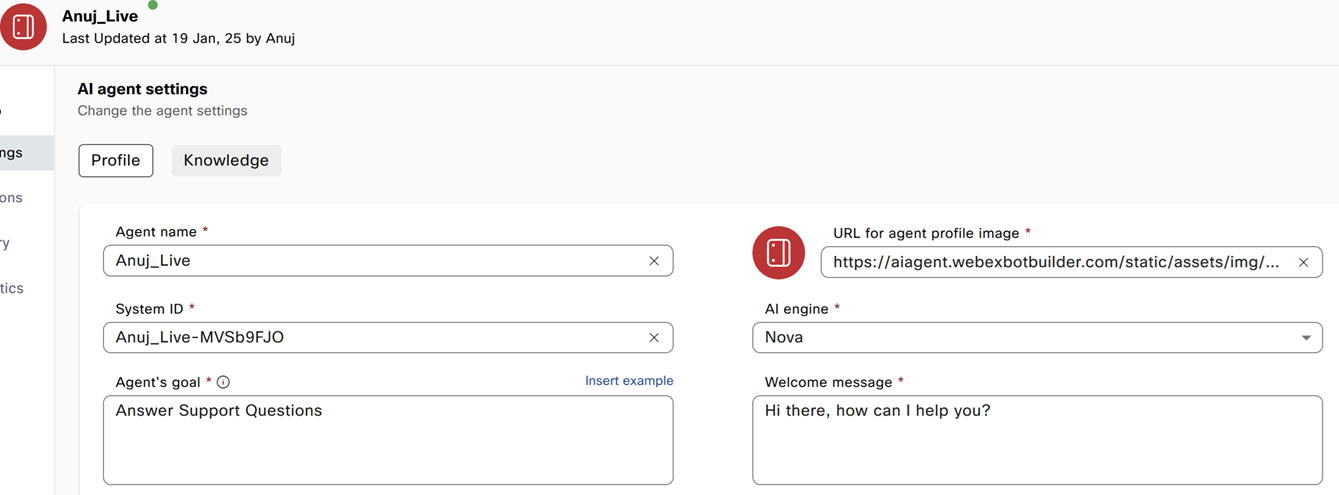 Anuj_Live
Last Updated at 19 Jan, 25 by Anuj
AI agent settings
Change the agent settings
ngs
ons
ry
tics
Profile Knowledge
Agent name *
Anuj_Live
URL for agent profile image *
https://aiagent.webexbotbuilder.com/static/assets/img/...
System ID *
Anuj_Live-MVSb9FJO
AI engine *
Nova
Agent's goal * Insert example
Answer Support Questions
Welcome message *
Hi there, how can I help you?